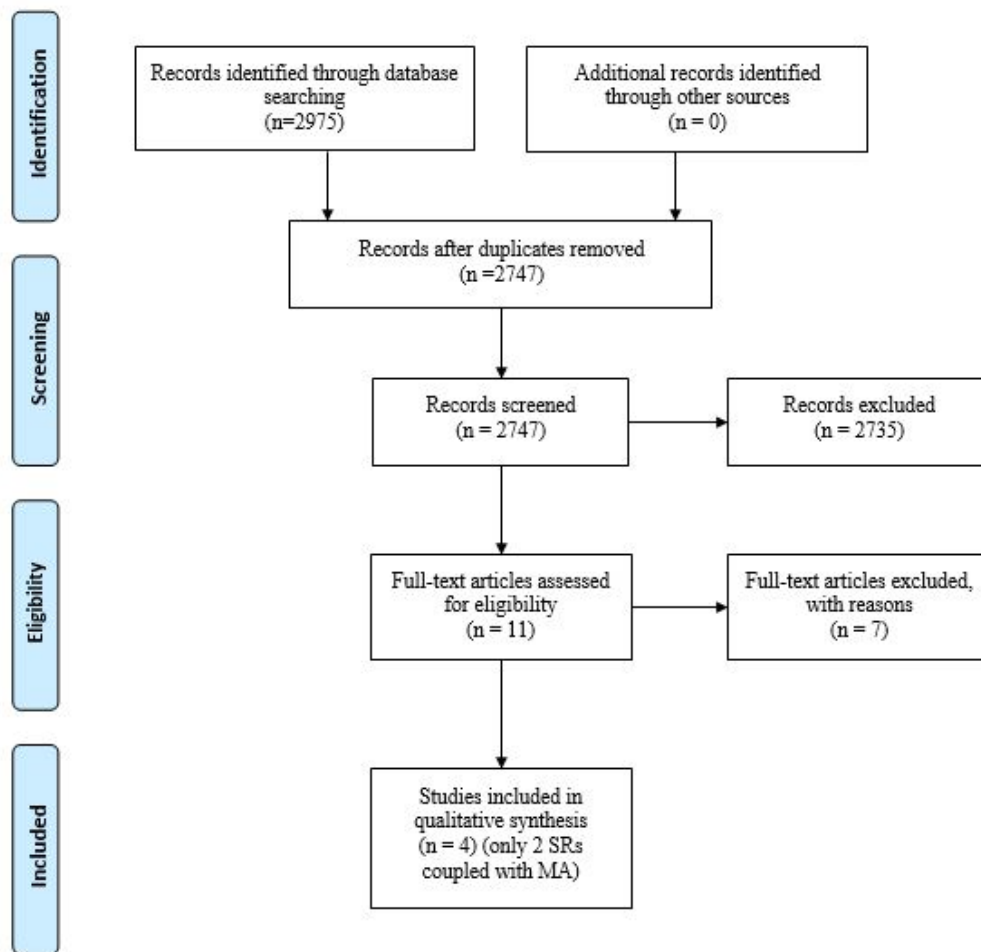 Identification
Records identified through database
searching
(n=2975)
Additional records identified
through other sources
(n = 0)
Screening
Records after duplicates removed
(n =2747)
Records screened
(n = 2747)
Records excluded
(n = 2735)
Eligibility
Full-text articles assessed
for eligibility
(n = 11)
Full-text articles excluded,
with reasons
(n = 7)
Included
Studies included in
qualitative synthesis
(n = 4) (only 2 SRs
coupled with MA)